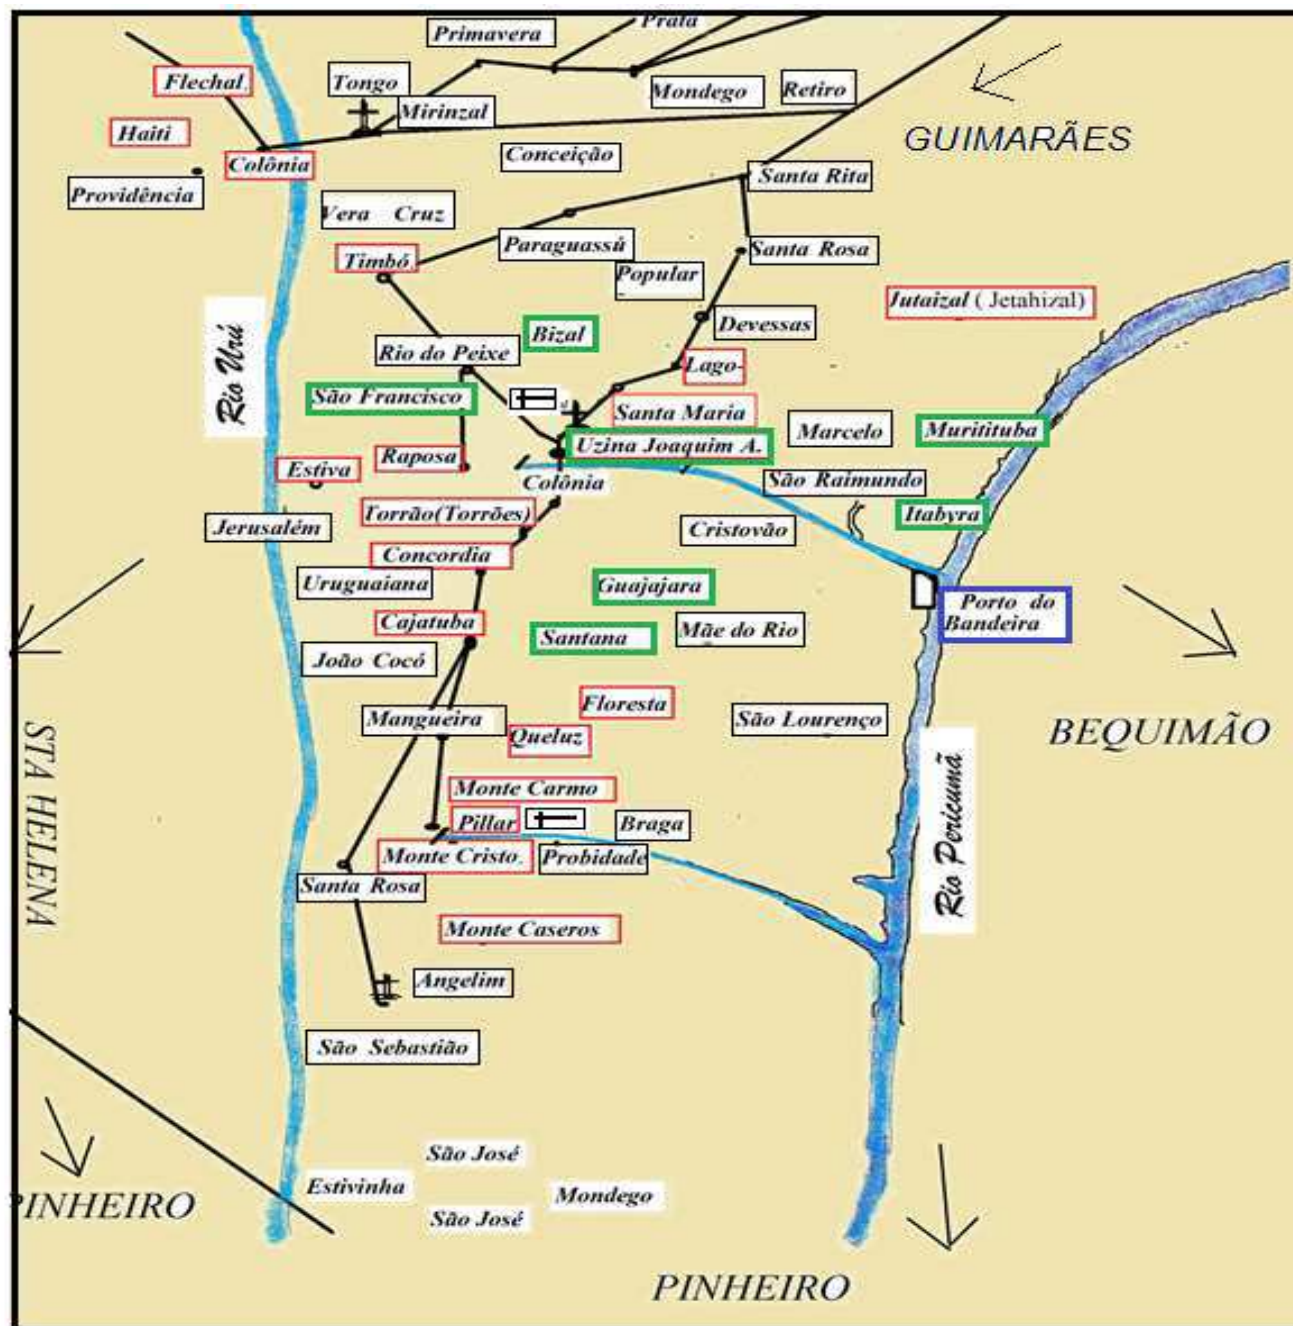 Prata
Primavera
Flechal.
Tongo
Mondego
Retiro
Mirinzal
GUIMARÃES
Haiti
Conceição
Colônia
Santa Rita
Providência
Vera Cruz
Paraguassú
Santa Rosa
Timbó.
Popular
Jutaizal ( Jetahizal)
Devessas
Bizal
Rio do Peixe
Rio Urú
Lago-
São Francisco
Santa Maria
Marcelo
Muritituba
Uzina Joaquim A.
Raposa
Estiva
Colônia
São Raimundo
Torrão(Torrões)
Itabyra
Jerusalém
Cristovão
Concordia
Uruguaiana
Guajajara
Porto do
Bandeira
Cajatuba
Santana
Mãe do Rio
João Cocó
Floresta
Mangueira
São Lourenço
BEQUIMÃO
Queluz
STA HELENA
Monte Carmo
Rio Pericumã
Pillar
Braga
Monte Cristo.
Probidade
Santa Rosa
Monte Caseros
Angelim
São Sebastião
São José
Estivinha
Mondego
PINHEIRO
São José
PINHEIRO